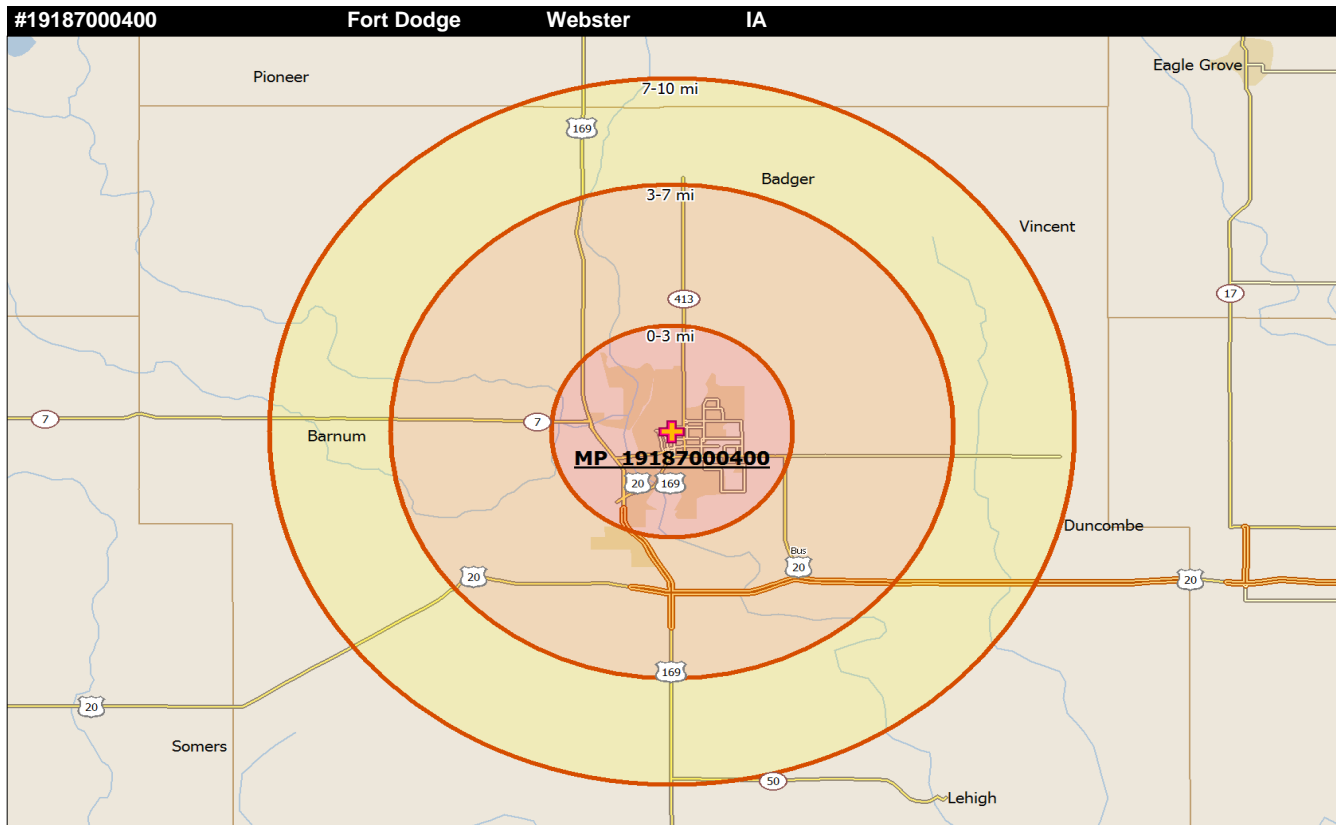 #19187000400 Fort Dodge Webster IA
Eagle Grove
Pioneer
7-10 mi
169
Badger
3-7 mi
Vincent
413
17
0-3 mi
7
7
Barnum
MP 19187000400
20
169
Duncombe
Bus
20
20
20
169
20
Somers
50
Lehigh